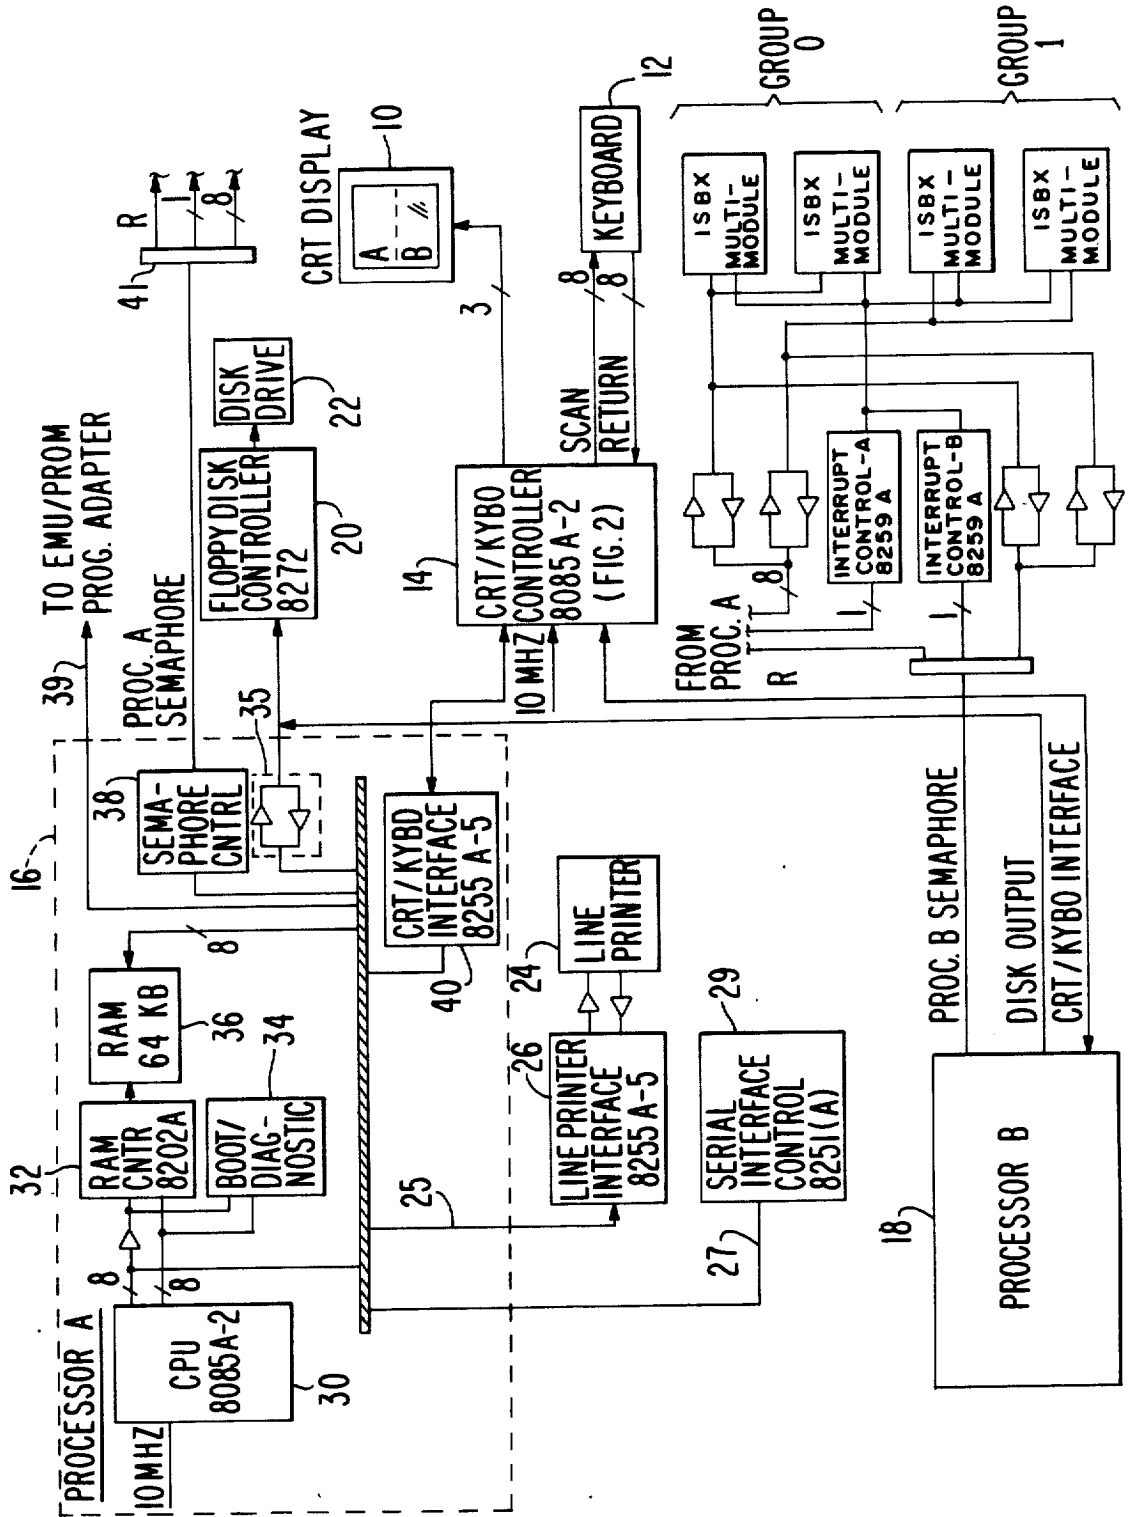 PROCESSOR A
10MHZ
CPU
8085A-2
30
8
8
32
RAM
CNTR
8202A
BOOT/
DIAG-
NOSTIC
34
RAM
64 KB
36
8
16
38
SEMA-
PHORE
CNTRL
35
39
TO EMU/PROM
PROG. ADAPTER
PROC. A
SEMAPHORE
41
R
1
8
FLOPPY DISK
CONTROLLER
8272
20
DISK
DRIVE
22
CRT DISPLAY
10
A
B
3
CRT/KYBD
INTERFACE
8255 A-5
40
14
CRT/KYBO
CONTROLLER
8085A-2
(FIG.2)
10MHZ
SCAN
RETURN
8
8
KEYBOARD
12
25
26
LINE PRINTER
INTERFACE
8255A-5
24
LINE
PRINTER
27
29
SERIAL
INTERFACE
CONTROL
8251(A)
18
PROCESSOR B
PROC. B SEMAPHORE
DISK OUTPUT
CRT/KYBO INTERFACE
FROM
PROC. A
R
8
1
1
INTERRUPT
CONTROL-A
8259 A
INTERRUPT
CONTROL-B
8259 A
ISBX
MULTI-
MODULE
ISBX
MULTI-
MODULE
ISBX
MULTI-
MODULE
ISBX
MULTI-
MODULE
GROUP
0
GROUP
1